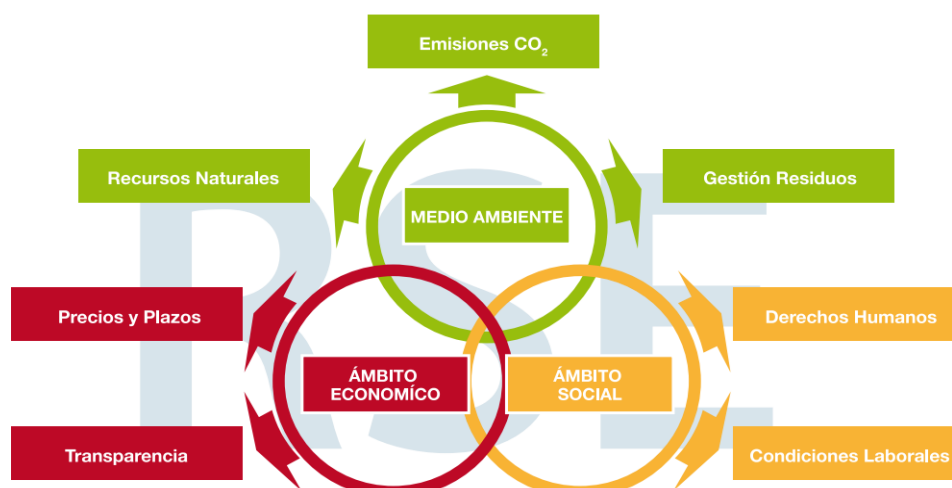 Emisiones CO₂
Recursos Naturales
Gestión Residuos
MEDIO AMBIENTE
RSE
Precios y Plazos
Derechos Humanos
ÁMBITO
ECONOMÍCO
ÁMBITO
SOCIAL
Transparencia
Condiciones Laborales